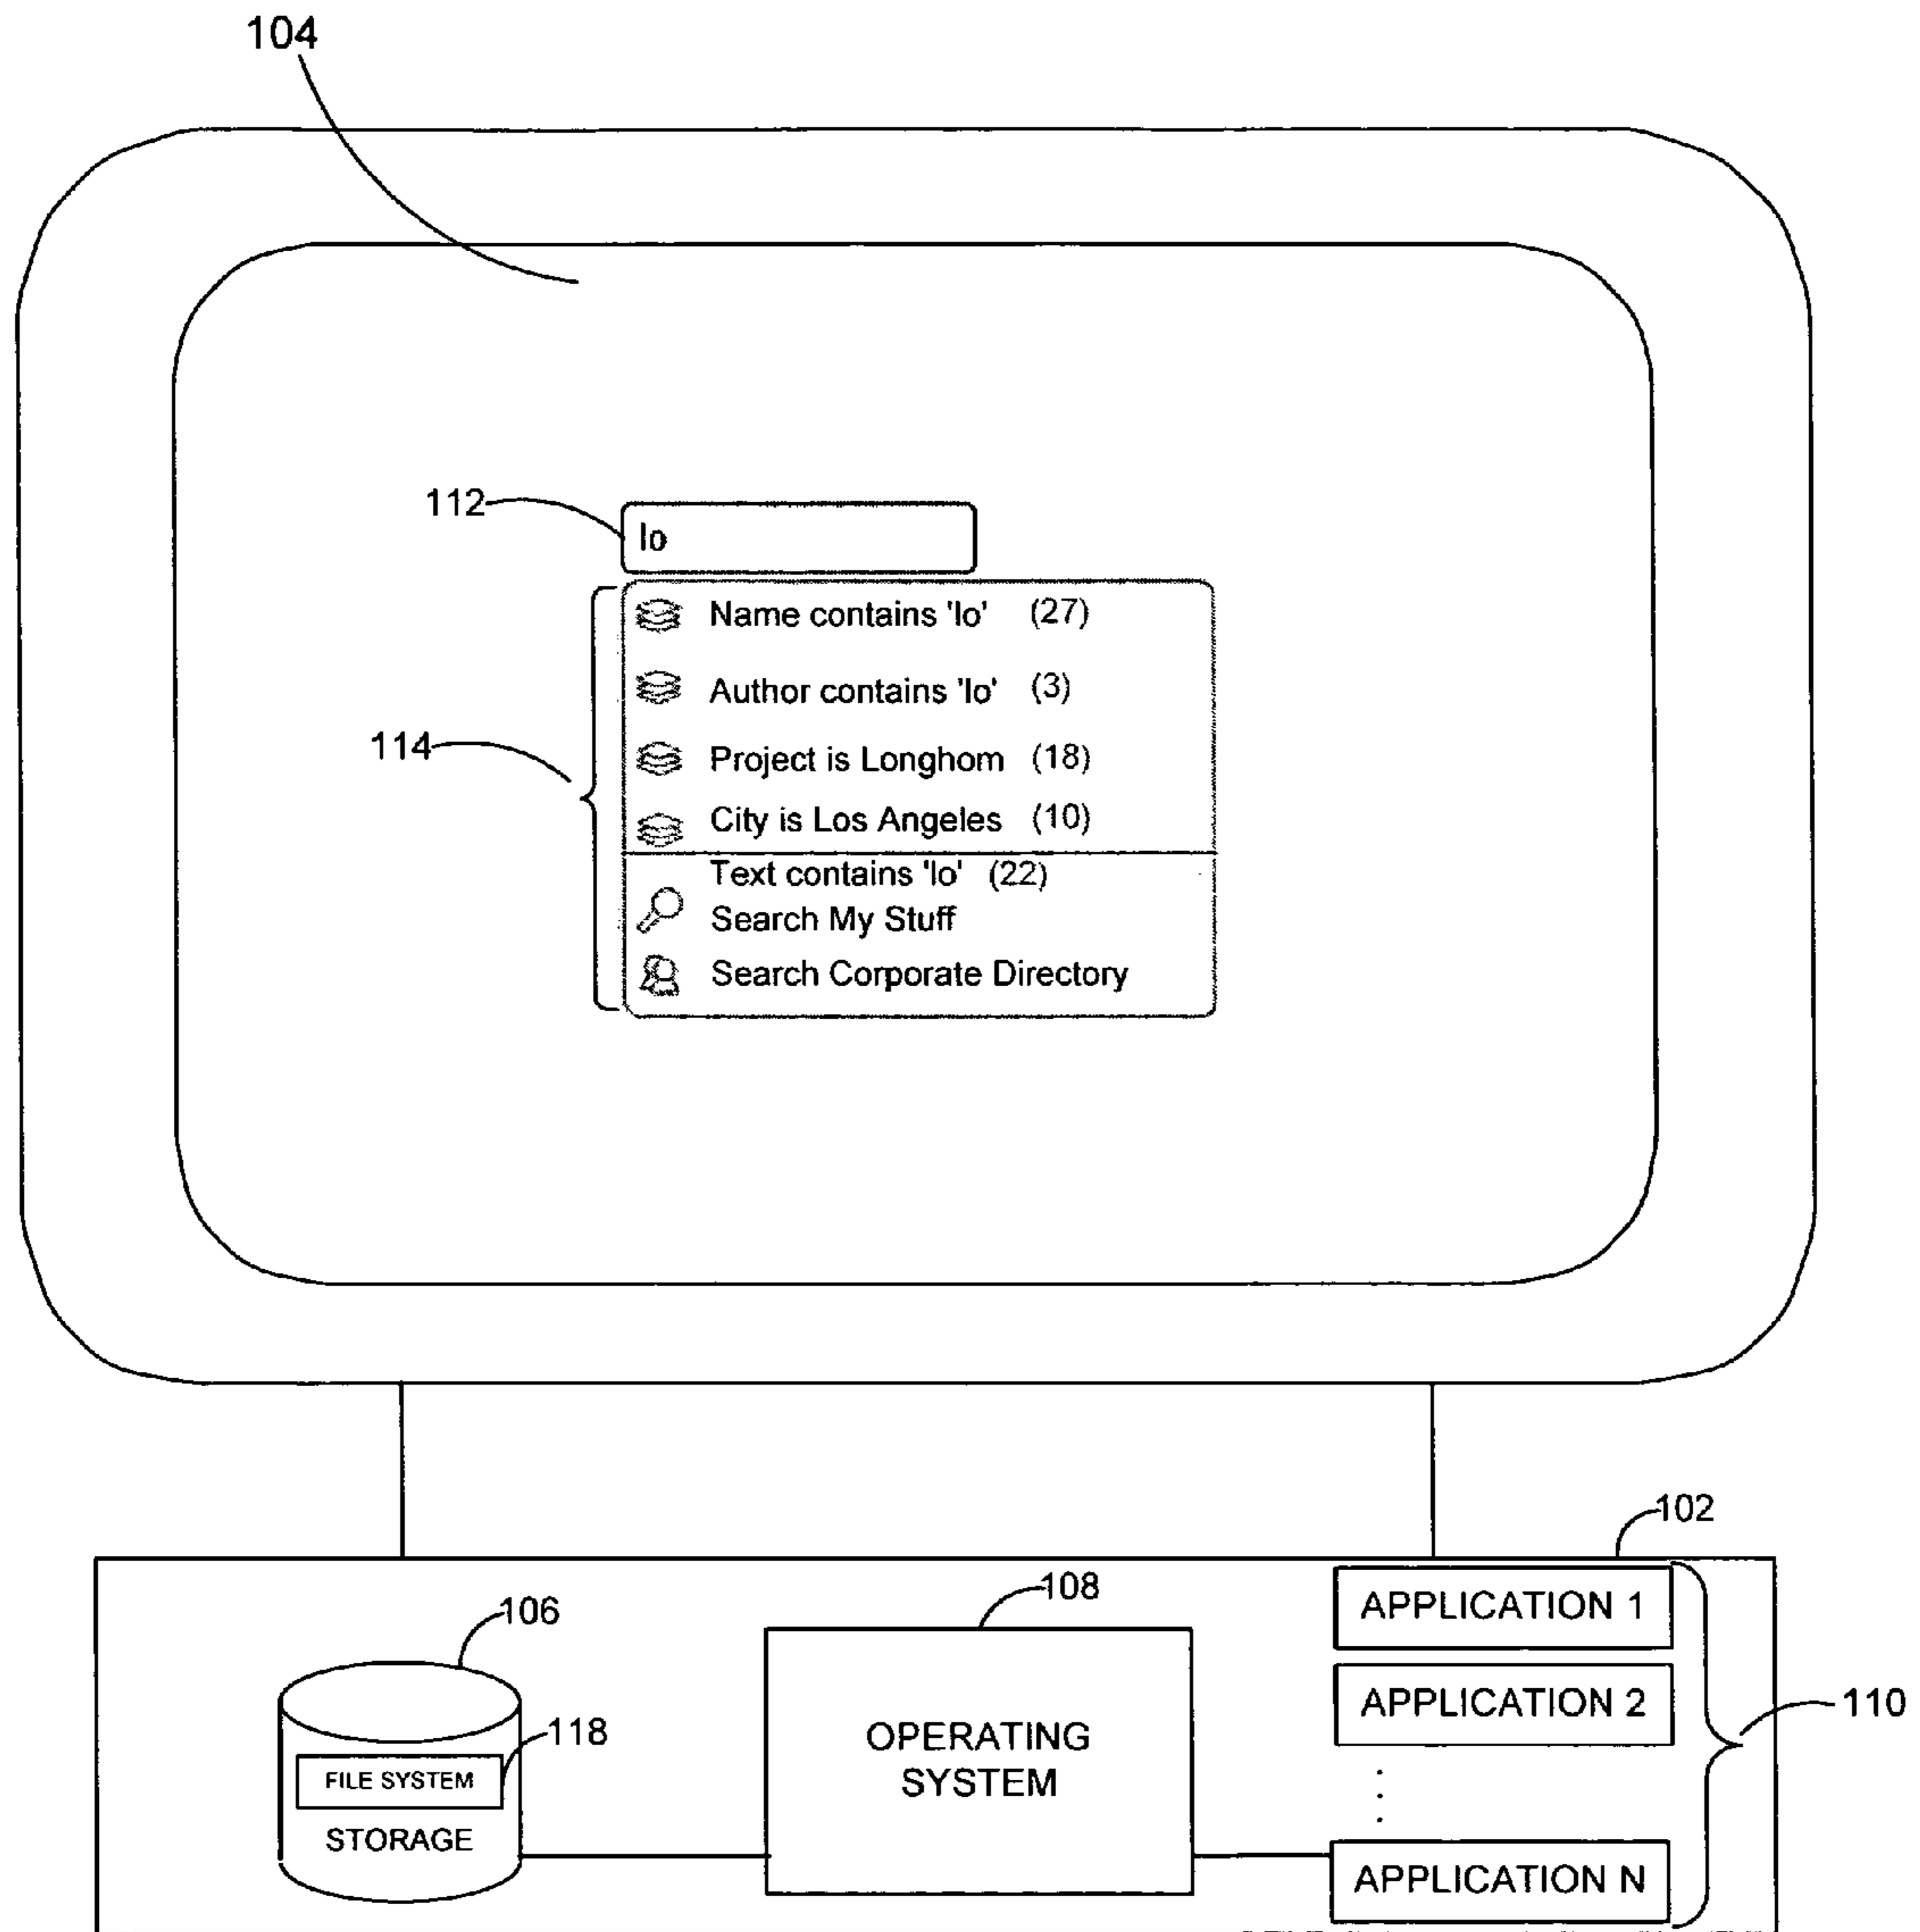 104
112
lo
Name contains 'lo' (27)
Author contains 'lo' (3)
114
Project is Longhom (18)
City is Los Angeles (10)
Text contains 'lo' (22)
Search My Stuff
Search Corporate Directory
102
106
108
APPLICATION 1
APPLICATION 2
110
118
FILE SYSTEM
STORAGE
OPERATING
SYSTEM
APPLICATION N